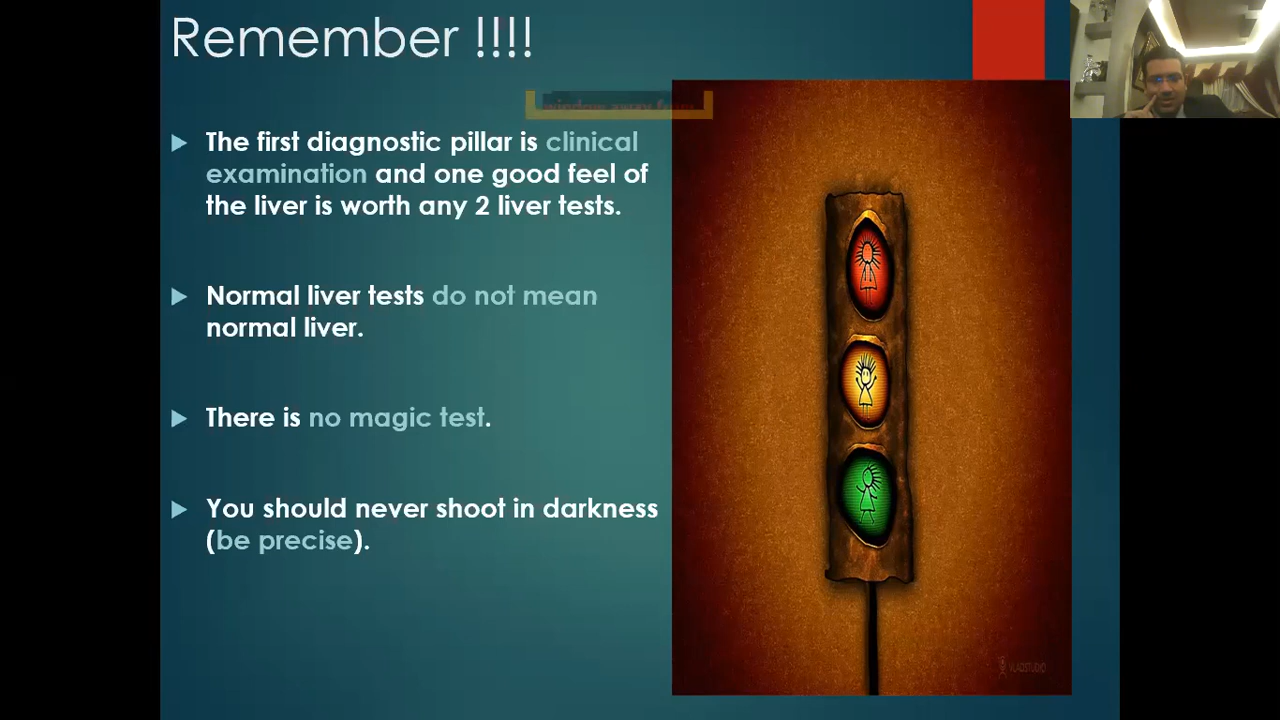 Remember !!!!
The first diagnostic pillar is clinical
examination and one good feel of
the liver is worth any 2 liver tests.
Normal liver tests do not mean
normal liver.
There is no magic test.
You should never shoot in darkness
(be precise).
VLADSTUDIO